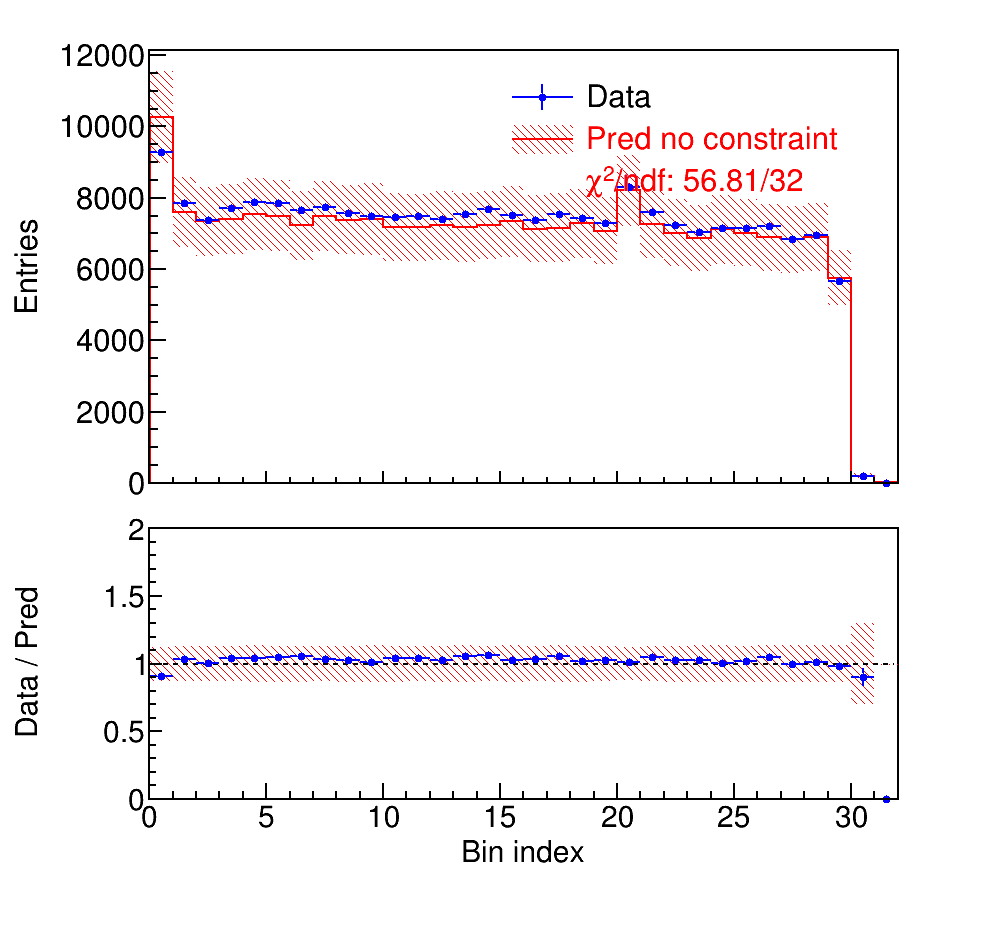 12000
10000
8000
6000
4000
2000
0
Entries
Data
Pred no constraint
χ²/ndf: 56.81/32
2
1.5
1
0.5
0
Data / Pred
0 5 10 15 20 25 30
Bin index